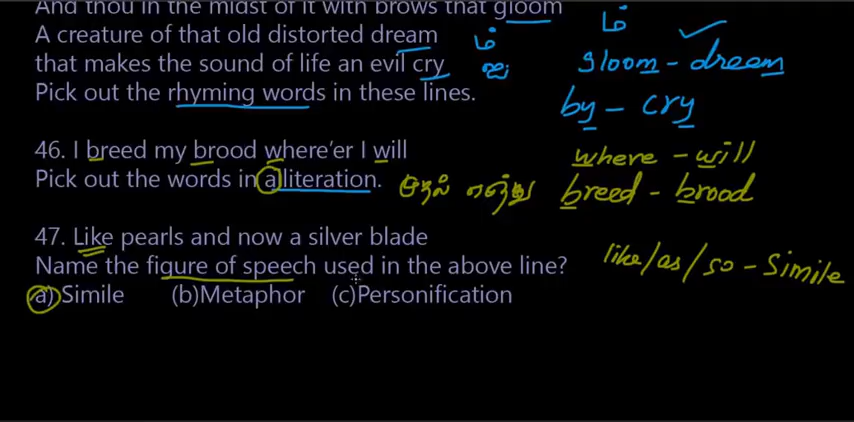 And thou in the midst of it with brows that gloom
A creature of that old distorted dream
that makes the sound of life an evil cry
Pick out the rhyming words in these lines.
ம்
ய
ம்
gloom - dream
by - cry
46. I breed my brood where'er I will
Pick out the words in aliteration.
முதல் எழுத்து
where - will
breed - brood
47. Like pearls and now a silver blade
Name the figure of speech used in the above line?
a) Simile (b)Metaphor (c)Personification
like/as/so - Simile